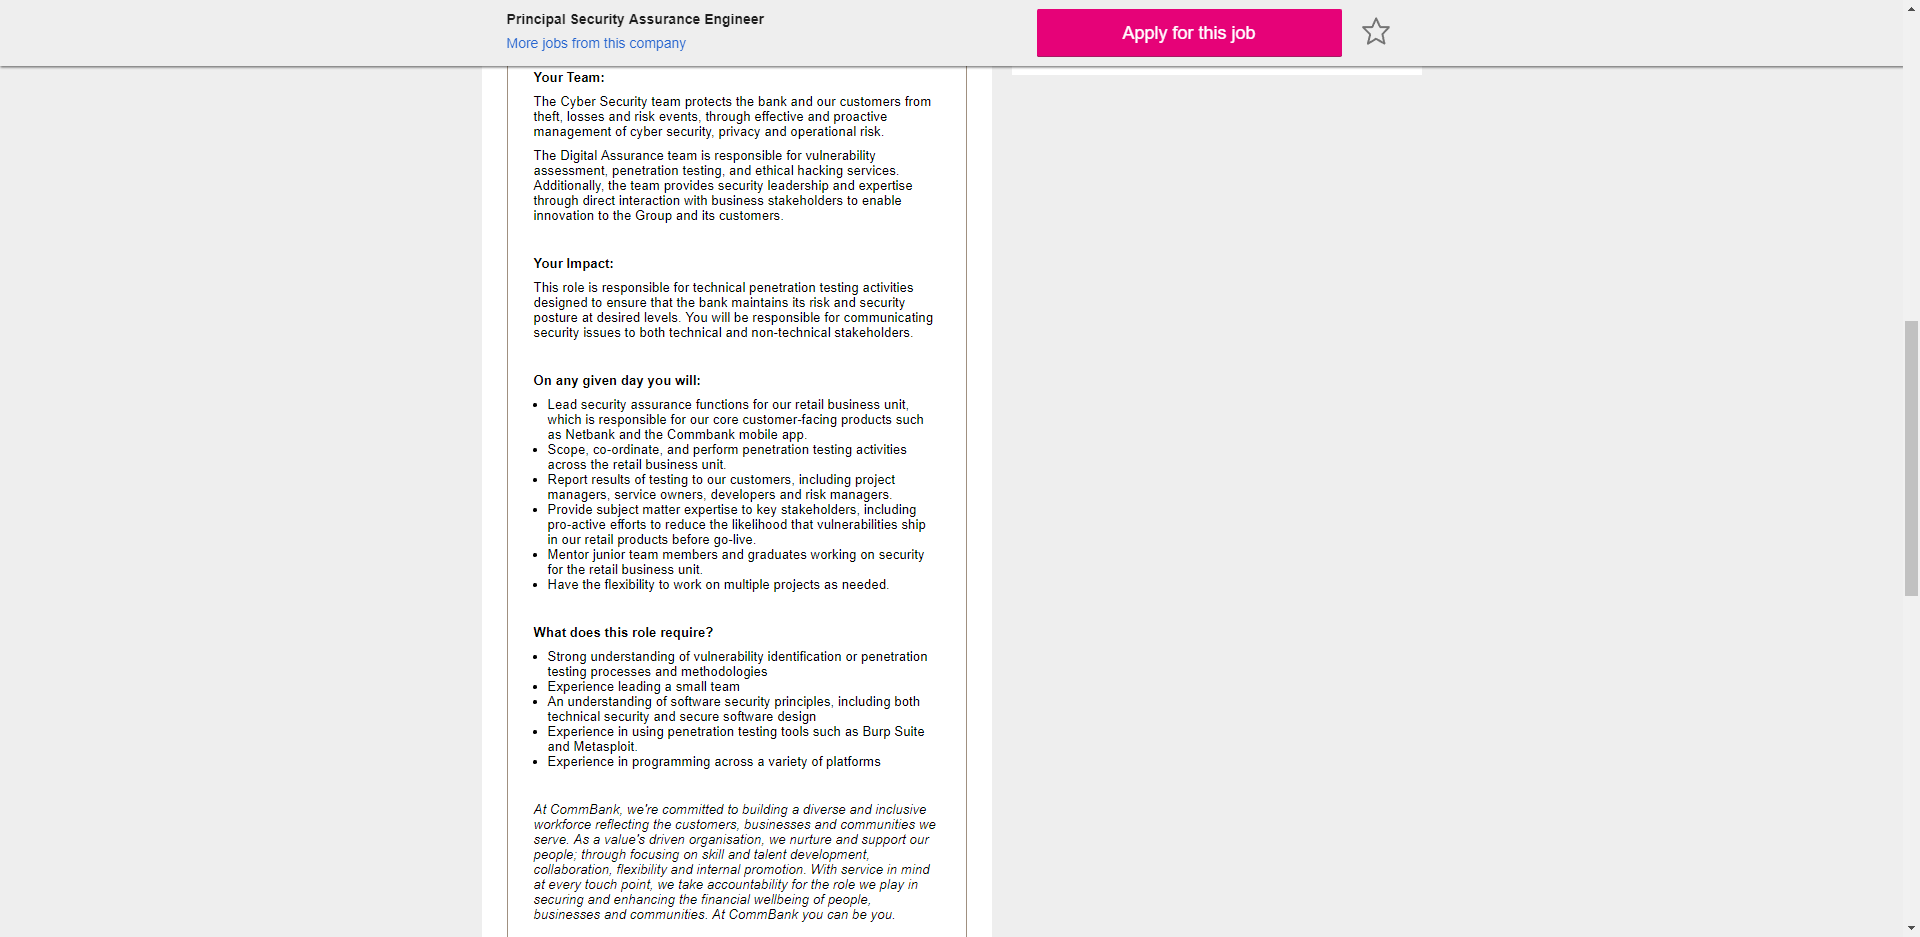 Principal Security Assurance Engineer
More jobs from this company
Apply for this job
Your Team:
The Cyber Security team protects the bank and our customers from
theft, losses and risk events, through effective and proactive
management of cyber security, privacy and operational risk.
The Digital Assurance team is responsible for vulnerability
assessment, penetration testing, and ethical hacking services.
Additionally, the team provides security leadership and expertise
through direct interaction with business stakeholders to enable
innovation to the Group and its customers.
Your Impact:
This role is responsible for technical penetration testing activities
designed to ensure that the bank maintains its risk and security
posture at desired levels. You will be responsible for communicating
security issues to both technical and non-technical stakeholders.
On any given day you will:
• Lead security assurance functions for our retail business unit,
which is responsible for our core customer-facing products such
as Netbank and the Commbank mobile app.
• Scope, co-ordinate, and perform penetration testing activities
across the retail business unit.
• Report results of testing to our customers, including project
managers, service owners, developers and risk managers.
• Provide subject matter expertise to key stakeholders, including
pro-active efforts to reduce the likelihood that vulnerabilities ship
in our retail products before go-live.
• Mentor junior team members and graduates working on security
for the retail business unit.
• Have the flexibility to work on multiple projects as needed.
What does this role require?
• Strong understanding of vulnerability identification or penetration
testing processes and methodologies
• Experience leading a small team
• An understanding of software security principles, including both
technical security and secure software design
• Experience in using penetration testing tools such as Burp Suite
and Metasploit.
• Experience in programming across a variety of platforms
At CommBank, we're committed to building a diverse and inclusive
workforce reflecting the customers, businesses and communities we
serve. As a value's driven organisation, we nurture and support our
people; through focusing on skill and talent development,
collaboration, flexibility and internal promotion. With service in mind
at every touch point, we take accountability for the role we play in
securing and enhancing the financial wellbeing of people,
businesses and communities. At CommBank you can be you.